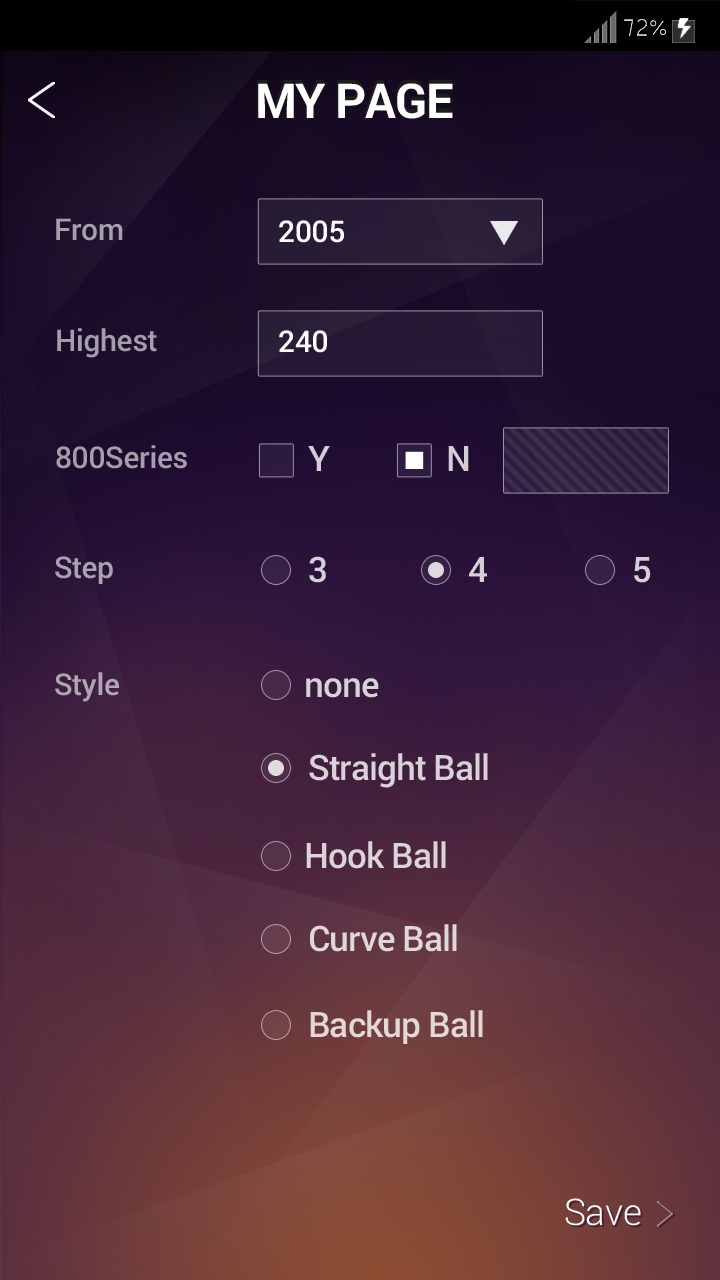 72%
MY PAGE
From 2005
Highest 240
800Series Y N
Step 3 4 5
Style none
Straight Ball
Hook Ball
Curve Ball
Backup Ball
Save